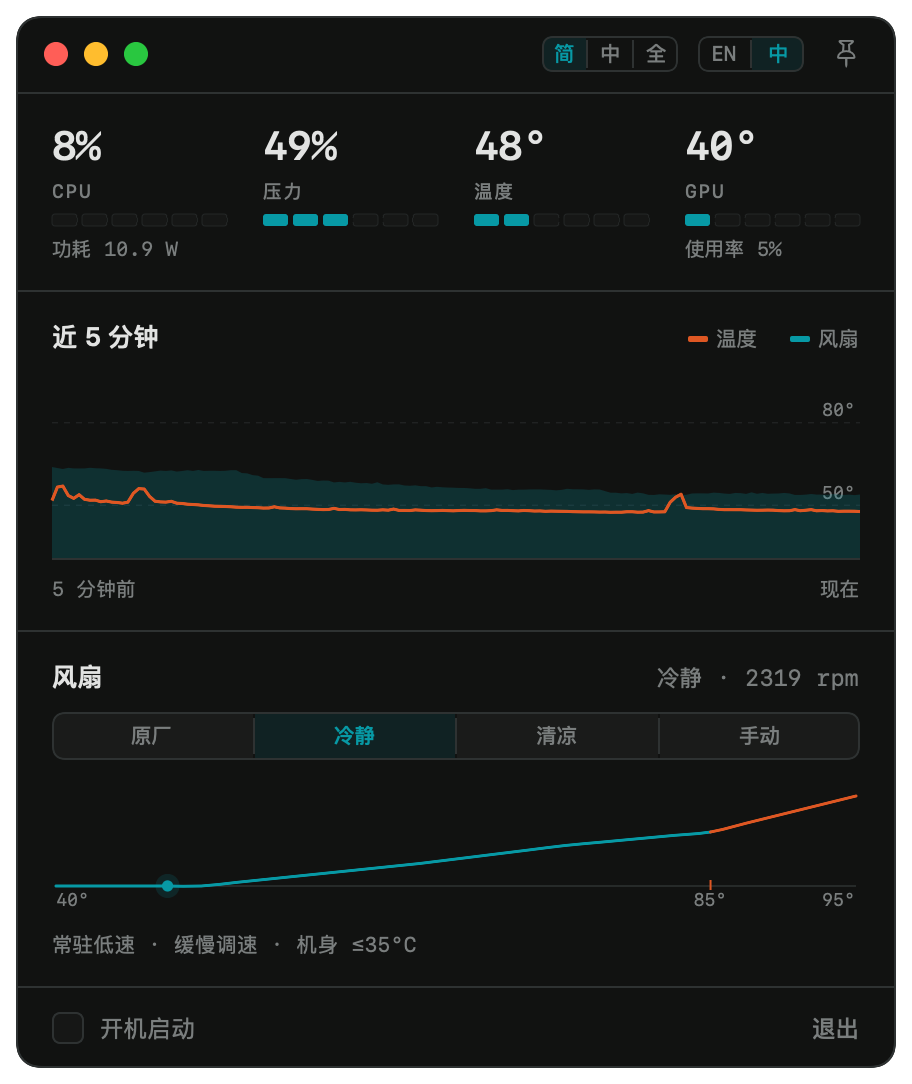 简 中 全 EN 中
8% 49% 48° 40°
CPU 压力 温度 GPU
功耗 10.9 W 使用率 5%
近 5 分钟 温度 风扇
80°
50°
5 分钟前 现在
风扇 冷静 · 2319 rpm
原厂 冷静 清凉 手动
40° 85° 95°
常驻低速 · 缓慢调速 · 机身 ≤35°C
开机启动 退出